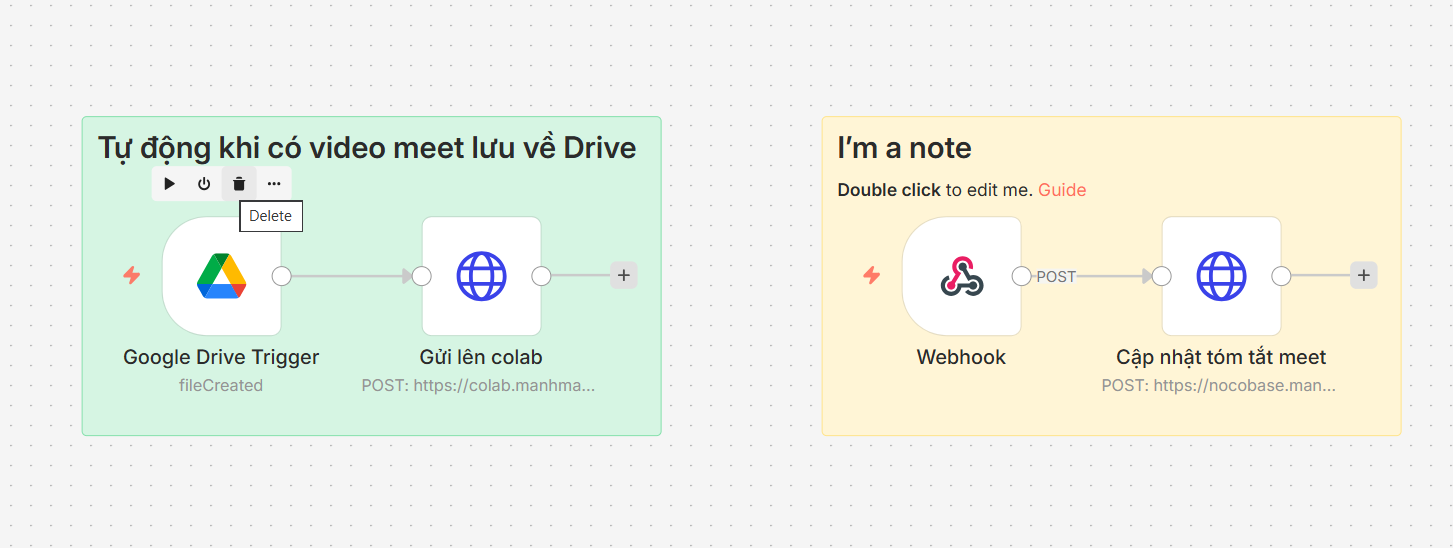 Tự động khi có video meet lưu về Drive
Delete
Google Drive Trigger
fileCreated
Gửi lên colab
POST: https://colab.manhma...
I'm a note
Double click to edit me. Guide
POST
Webhook
Cập nhật tóm tắt meet
POST: https://nocobase.man...